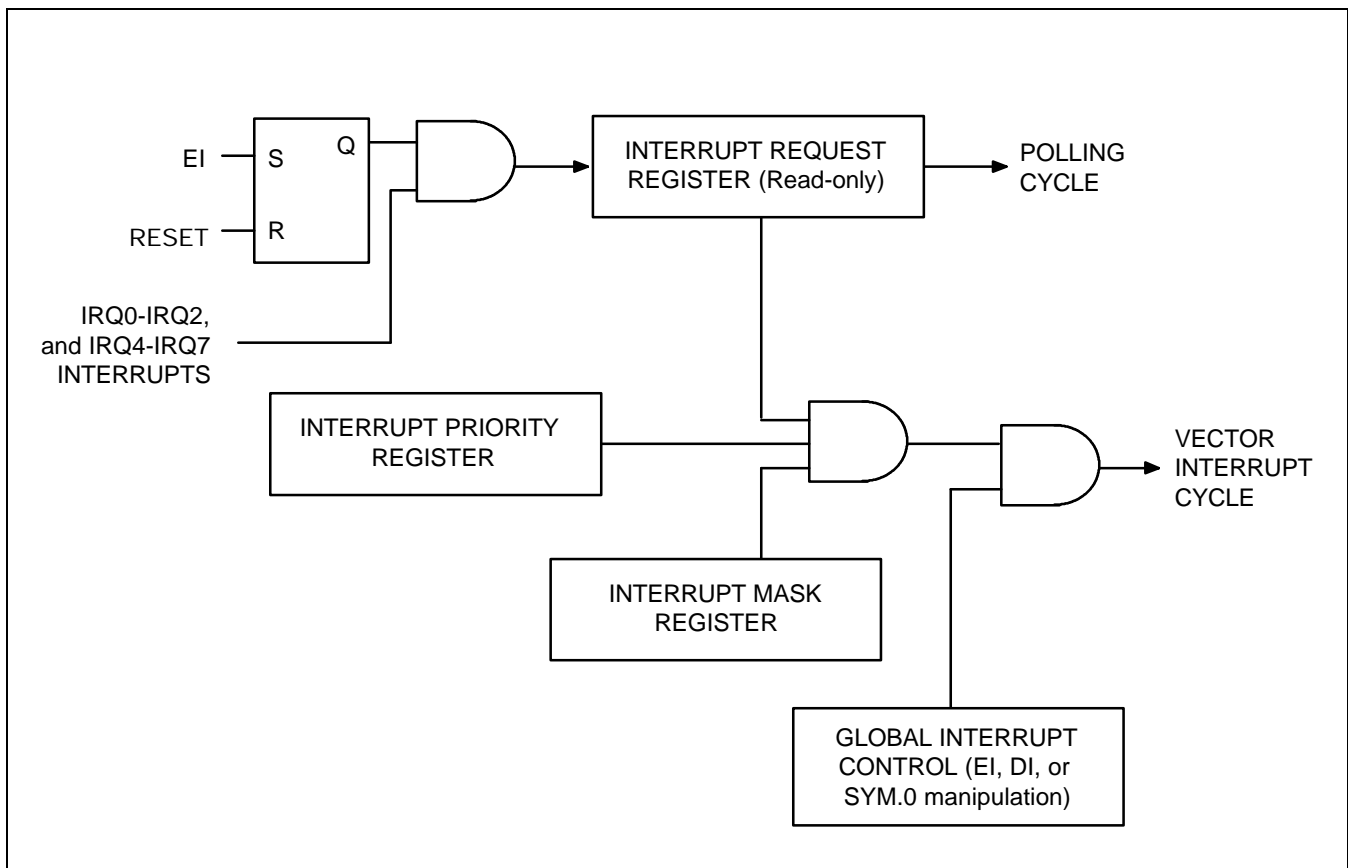 EI
S
Q
RESET
R
IRQ0-IRQ2,
and IRQ4-IRQ7
INTERRUPTS
INTERRUPT REQUEST
REGISTER (Read-only)
POLLING
CYCLE
INTERRUPT PRIORITY
REGISTER
INTERRUPT MASK
REGISTER
VECTOR
INTERRUPT
CYCLE
GLOBAL INTERRUPT
CONTROL (EI, DI, or
SYM.0 manipulation)